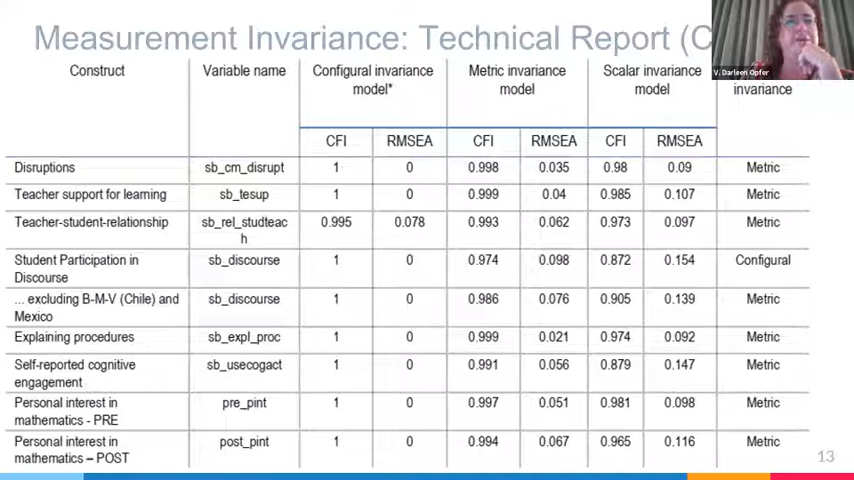 Measurement Invariance: Technical Report (C
V. Darleen Opfer
Construct Variable name Configural invariance model* Metric invariance model Scalar invariance model invariance
CFI RMSEA CFI RMSEA CFI RMSEA
Disruptions sb_cm_disrupt 1 0 0.998 0.035 0.98 0.09 Metric
Teacher support for learning sb_tesup 1 0 0.999 0.04 0.985 0.107 Metric
Teacher-student-relationship sb_rel_studteac h 0.995 0.078 0.993 0.062 0.973 0.097 Metric
Student Participation in Discourse sb_discourse 1 0 0.974 0.098 0.872 0.154 Configural
... excluding B-M-V (Chile) and Mexico sb_discourse 1 0 0.986 0.076 0.905 0.139 Metric
Explaining procedures sb_expl_proc 1 0 0.999 0.021 0.974 0.092 Metric
Self-reported cognitive engagement sb_usecogact 1 0 0.991 0.056 0.879 0.147 Metric
Personal interest in mathematics - PRE pre_pint 1 0 0.997 0.051 0.981 0.098 Metric
Personal interest in mathematics – POST post_pint 1 0 0.994 0.067 0.965 0.116 Metric
13